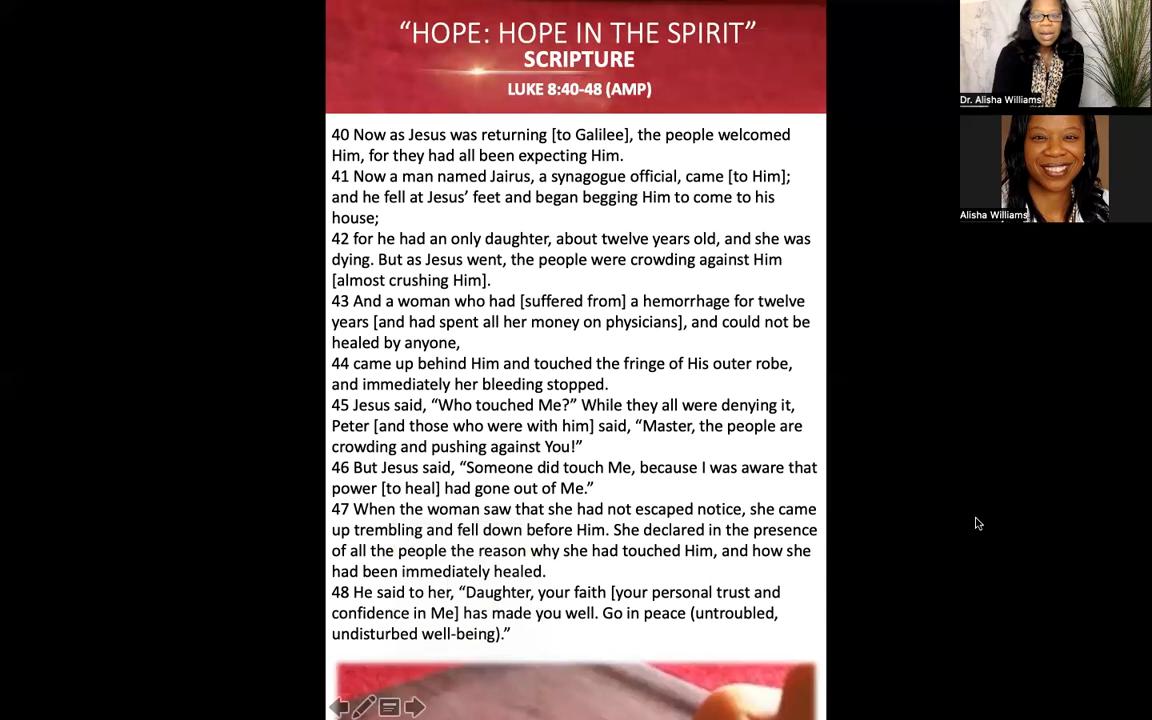 “HOPE: HOPE IN THE SPIRIT”
SCRIPTURE
LUKE 8:40-48 (AMP)
40 Now as Jesus was returning [to Galilee], the people welcomed
Him, for they had all been expecting Him.
41 Now a man named Jairus, a synagogue official, came [to Him];
and he fell at Jesus’ feet and began begging Him to come to his
house;
42 for he had an only daughter, about twelve years old, and she was
dying. But as Jesus went, the people were crowding against Him
[almost crushing Him].
43 And a woman who had [suffered from] a hemorrhage for twelve
years [and had spent all her money on physicians], and could not be
healed by anyone,
44 came up behind Him and touched the fringe of His outer robe,
and immediately her bleeding stopped.
45 Jesus said, “Who touched Me?” While they all were denying it,
Peter [and those who were with him] said, “Master, the people are
crowding and pushing against You!”
46 But Jesus said, “Someone did touch Me, because I was aware that
power [to heal] had gone out of Me.”
47 When the woman saw that she had not escaped notice, she came
up trembling and fell down before Him. She declared in the presence
of all the people the reason why she had touched Him, and how she
had been immediately healed.
48 He said to her, “Daughter, your faith [your personal trust and
confidence in Me] has made you well. Go in peace (untroubled,
undisturbed well-being).”
Dr. Alisha Williams
Alisha Williams